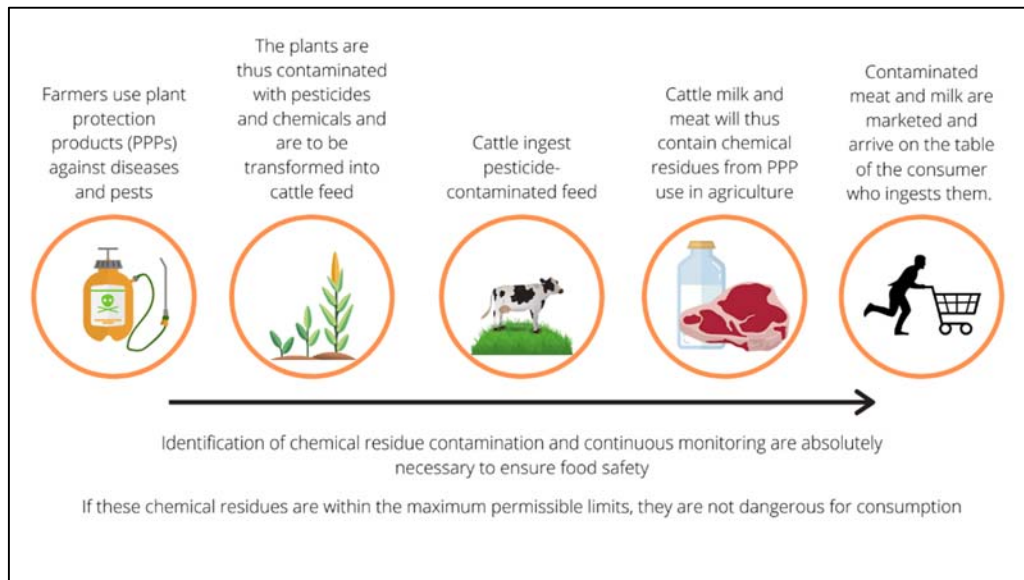 Farmers use plant
protection
products (PPPs)
against diseases
and pests
The plants are
thus contaminated
with pesticides
and chemicals and
are to be
transformed into
cattle feed
Cattle ingest
pesticide-
contaminated feed
Cattle milk and
meat will thus
contain chemical
residues from PPP
use in agriculture
Contaminated
meat and milk are
marketed and
arrive on the table
of the consumer
who ingests them.
Identification of chemical residue contamination and continuous monitoring are absolutely
necessary to ensure food safety
If these chemical residues are within the maximum permissible limits, they are not dangerous for consumption